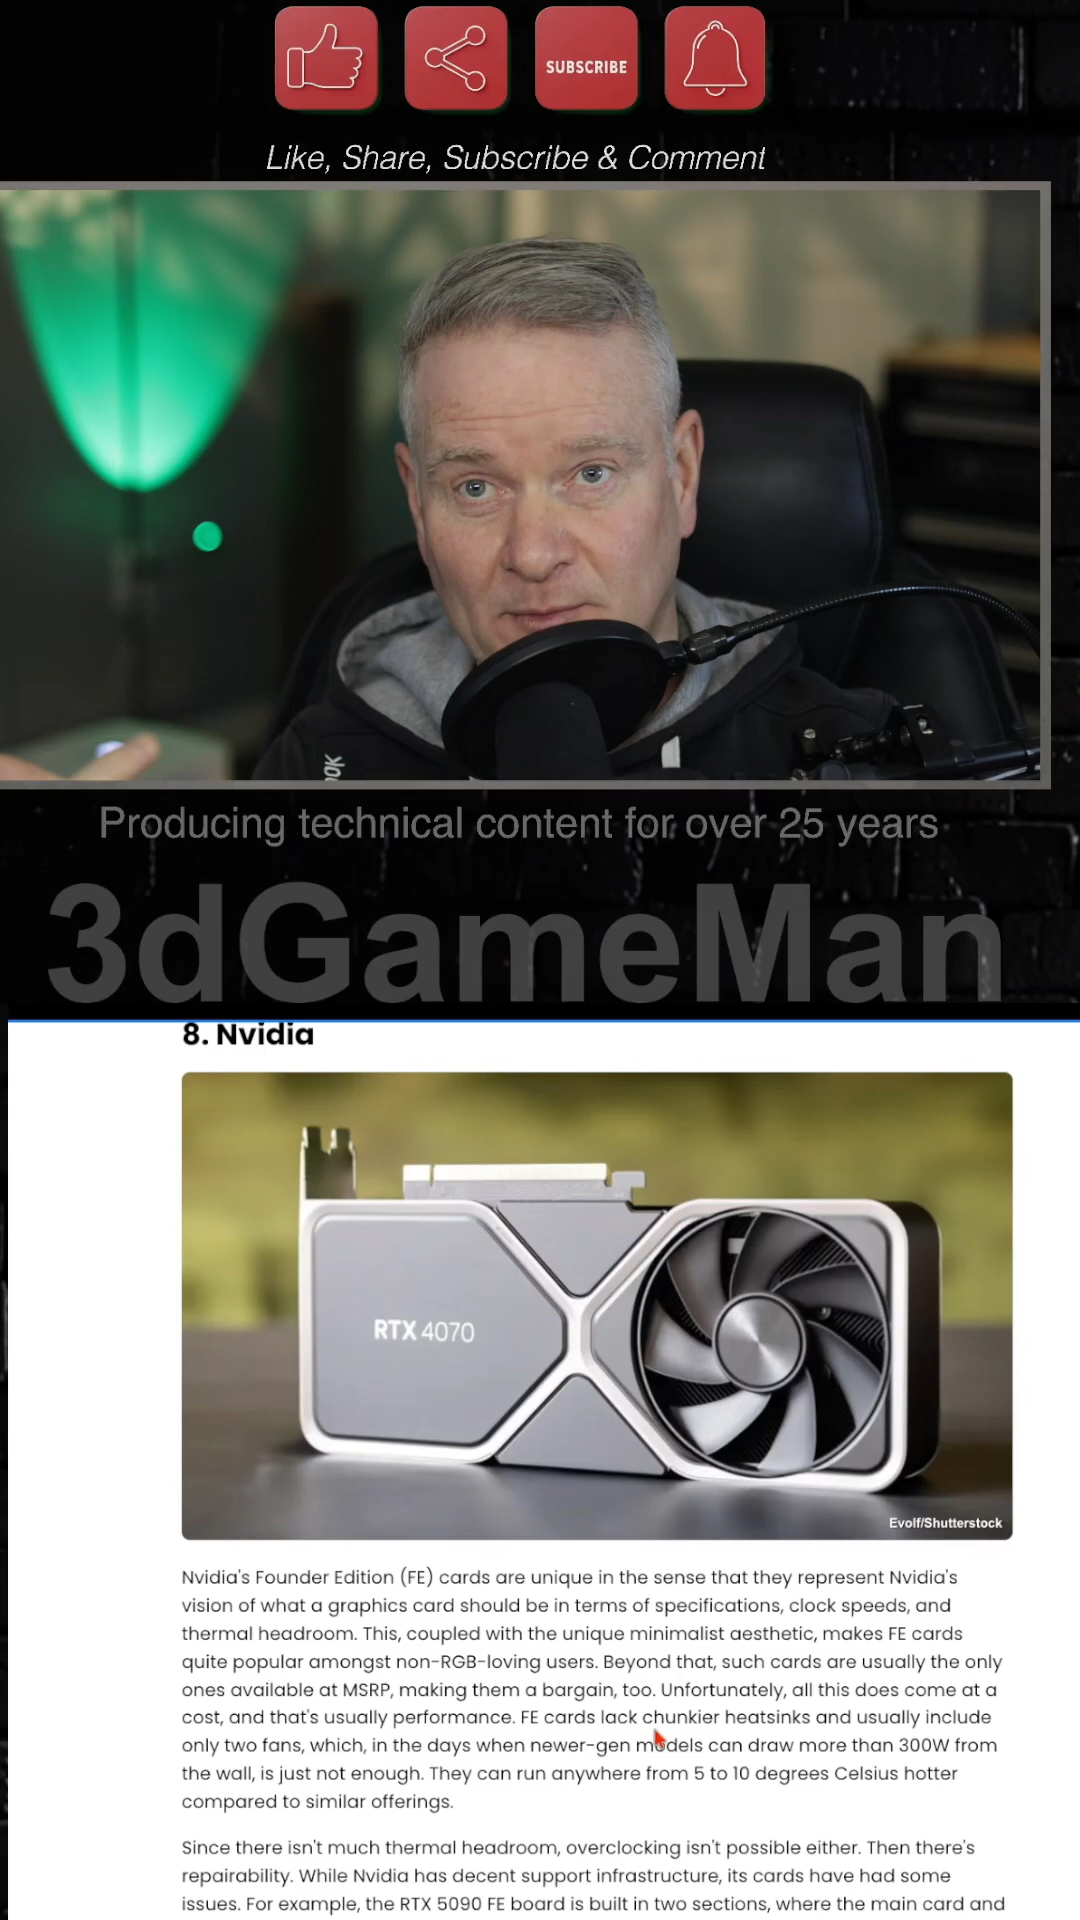 SUBSCRIBE
Like, Share, Subscribe & Comment
Producing technical content for over 25 years
3dGameMan
8. Nvidia
RTX 4070
Evolf/Shutterstock
Nvidia's Founder Edition (FE) cards are unique in the sense that they represent Nvidia's
vision of what a graphics card should be in terms of specifications, clock speeds, and
thermal headroom. This, coupled with the unique minimalist aesthetic, makes FE cards
quite popular amongst non-RGB-loving users. Beyond that, such cards are usually the only
ones available at MSRP, making them a bargain, too. Unfortunately, all this does come at a
cost, and that's usually performance. FE cards lack chunkier heatsinks and usually include
only two fans, which, in the days when newer-gen models can draw more than 300W from
the wall, is just not enough. They can run anywhere from 5 to 10 degrees Celsius hotter
compared to similar offerings.
Since there isn't much thermal headroom, overclocking isn't possible either. Then there's
repairability. While Nvidia has decent support infrastructure, its cards have had some
issues. For example, the RTX 5090 FE board is built in two sections, where the main card and